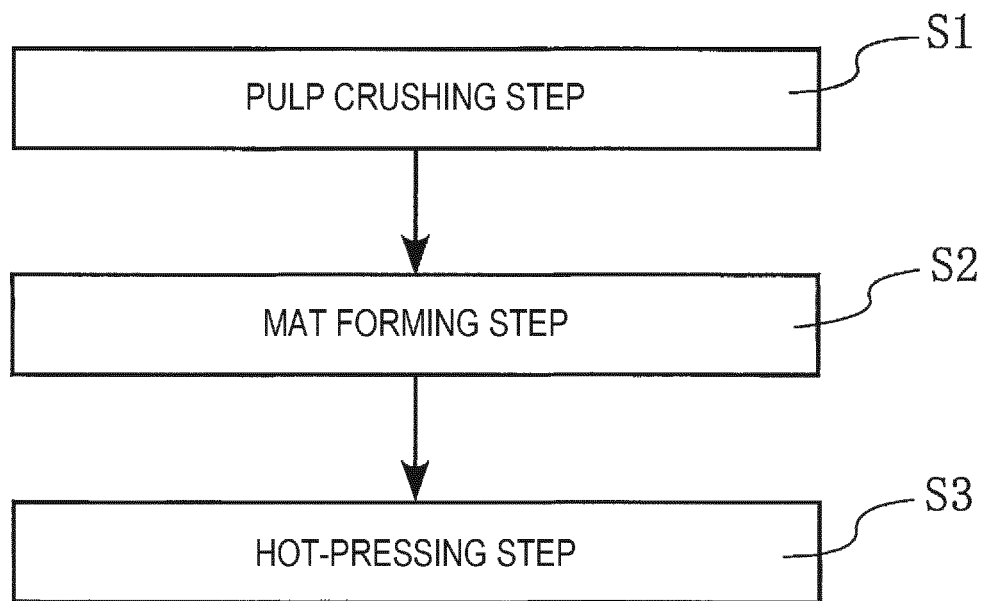 S1
PULP CRUSHING STEP
S2
MAT FORMING STEP
S3
HOT-PRESSING STEP